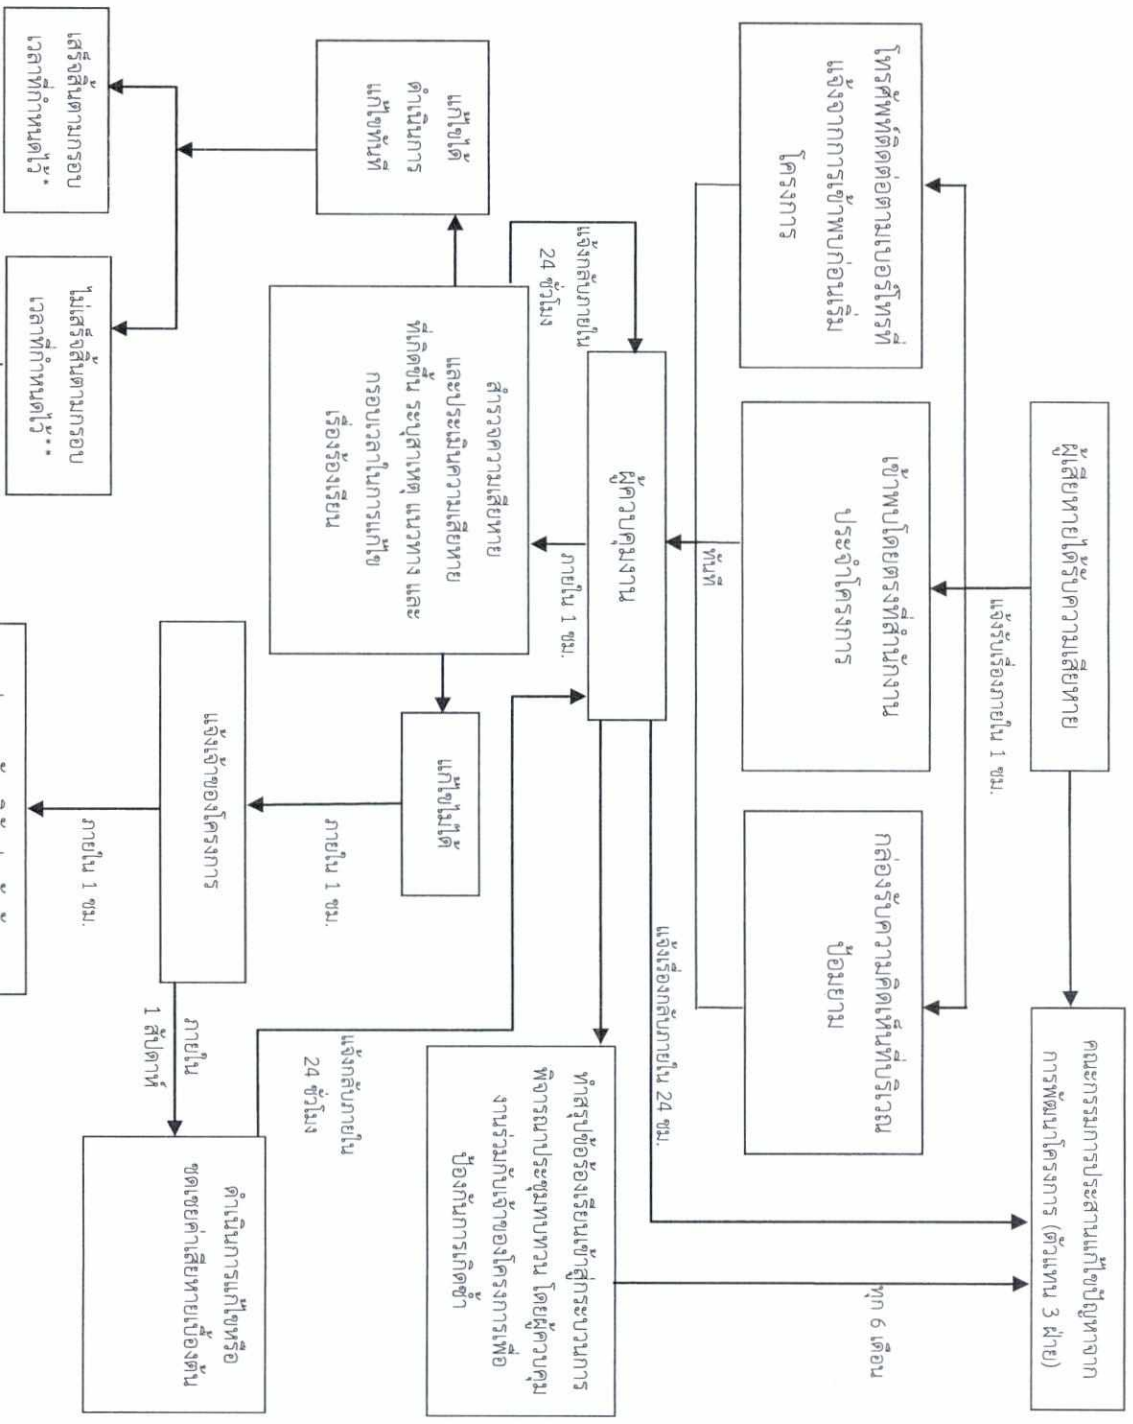 ผู้เสียหายได้รับความเสียหาย
คณะกรรมการประสานแก้ไขปัญหาจาก
การพัฒนาโครงการ (ตัวแทน 3 ฝ่าย)
แจ้งรับเรื่องภายใน 1 ชม.
โทรศัพท์ติดต่อตามเบอร์โทรที่
แจ้งจากการเข้าพบก่อนเริ่ม
โครงการ
เข้าพบโดยตรงที่สำนักงาน
ประจำโครงการ
กล่องรับความคิดเห็นที่บริเวณ
ป้อมยาม
ทันที
แจ้งเรื่องกลับภายใน 24 ชม.
ทุก 6 เดือน
ผู้ควบคุมงาน
แจ้งกลับภายใน
24 ชั่วโมง
ภายใน 1 ชม.
ทำสรุปข้อร้องเรียนเข้าสู่กระบวนการ
พิจารณาประชุมทบทวน โดยผู้ควบคุม
งานร่วมกับเจ้าของโครงการเพื่อ
ป้องกันการเกิดซ้ำ
แก้ไขได้
ดำเนินการ
แก้ไขทันที
สำรวจความเสียหาย
และประเมินความเสียหาย
ที่เกิดขึ้น ระบุสาเหตุ แนวทาง และ
กรอบเวลาในการแก้ไข
เรื่องร้องเรียน
แก้ไขไม่ได้
แจ้งกลับภายใน
24 ชั่วโมง
ภายใน 1 ชม.
เสร็จสิ้นตามกรอบ
เวลาที่กำหนดไว้*
ไม่เสร็จสิ้นตามกรอบ
เวลาที่กำหนดไว้**
แจ้งเจ้าของโครงการ
ภายใน
1 สัปดาห์
ดำเนินการแก้ไขหรือ
ชดเชยค่าเสียหายเบื้องต้น
ภายใน 1 ชม.